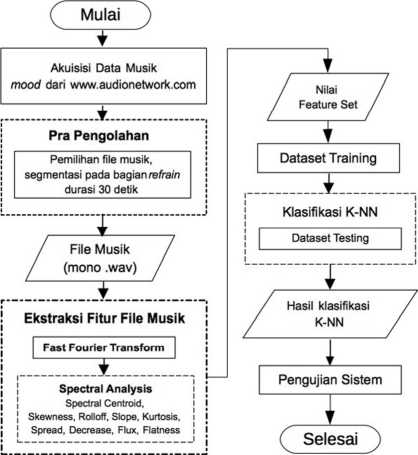 Mulai
Akuisisi Data Musik
mood dari www.audionetwork.com
Pra Pengolahan
Pemilihan file musik,
segmentasi pada bagian refrain
durasi 30 detik
File Musik
(mono .wav)
Ekstraksi Fitur File Musik
Fast Fourier Transform
Spectral Analysis
Spectral Centroid,
Skewness, Rolloff, Slope, Kurtosis,
Spread, Decrease, Flux, Flatness
Nilai
Feature Set
Dataset Training
Klasifikasi K-NN
Dataset Testing
Hasil klasifikasi
K-NN
Pengujian Sistem
Selesai